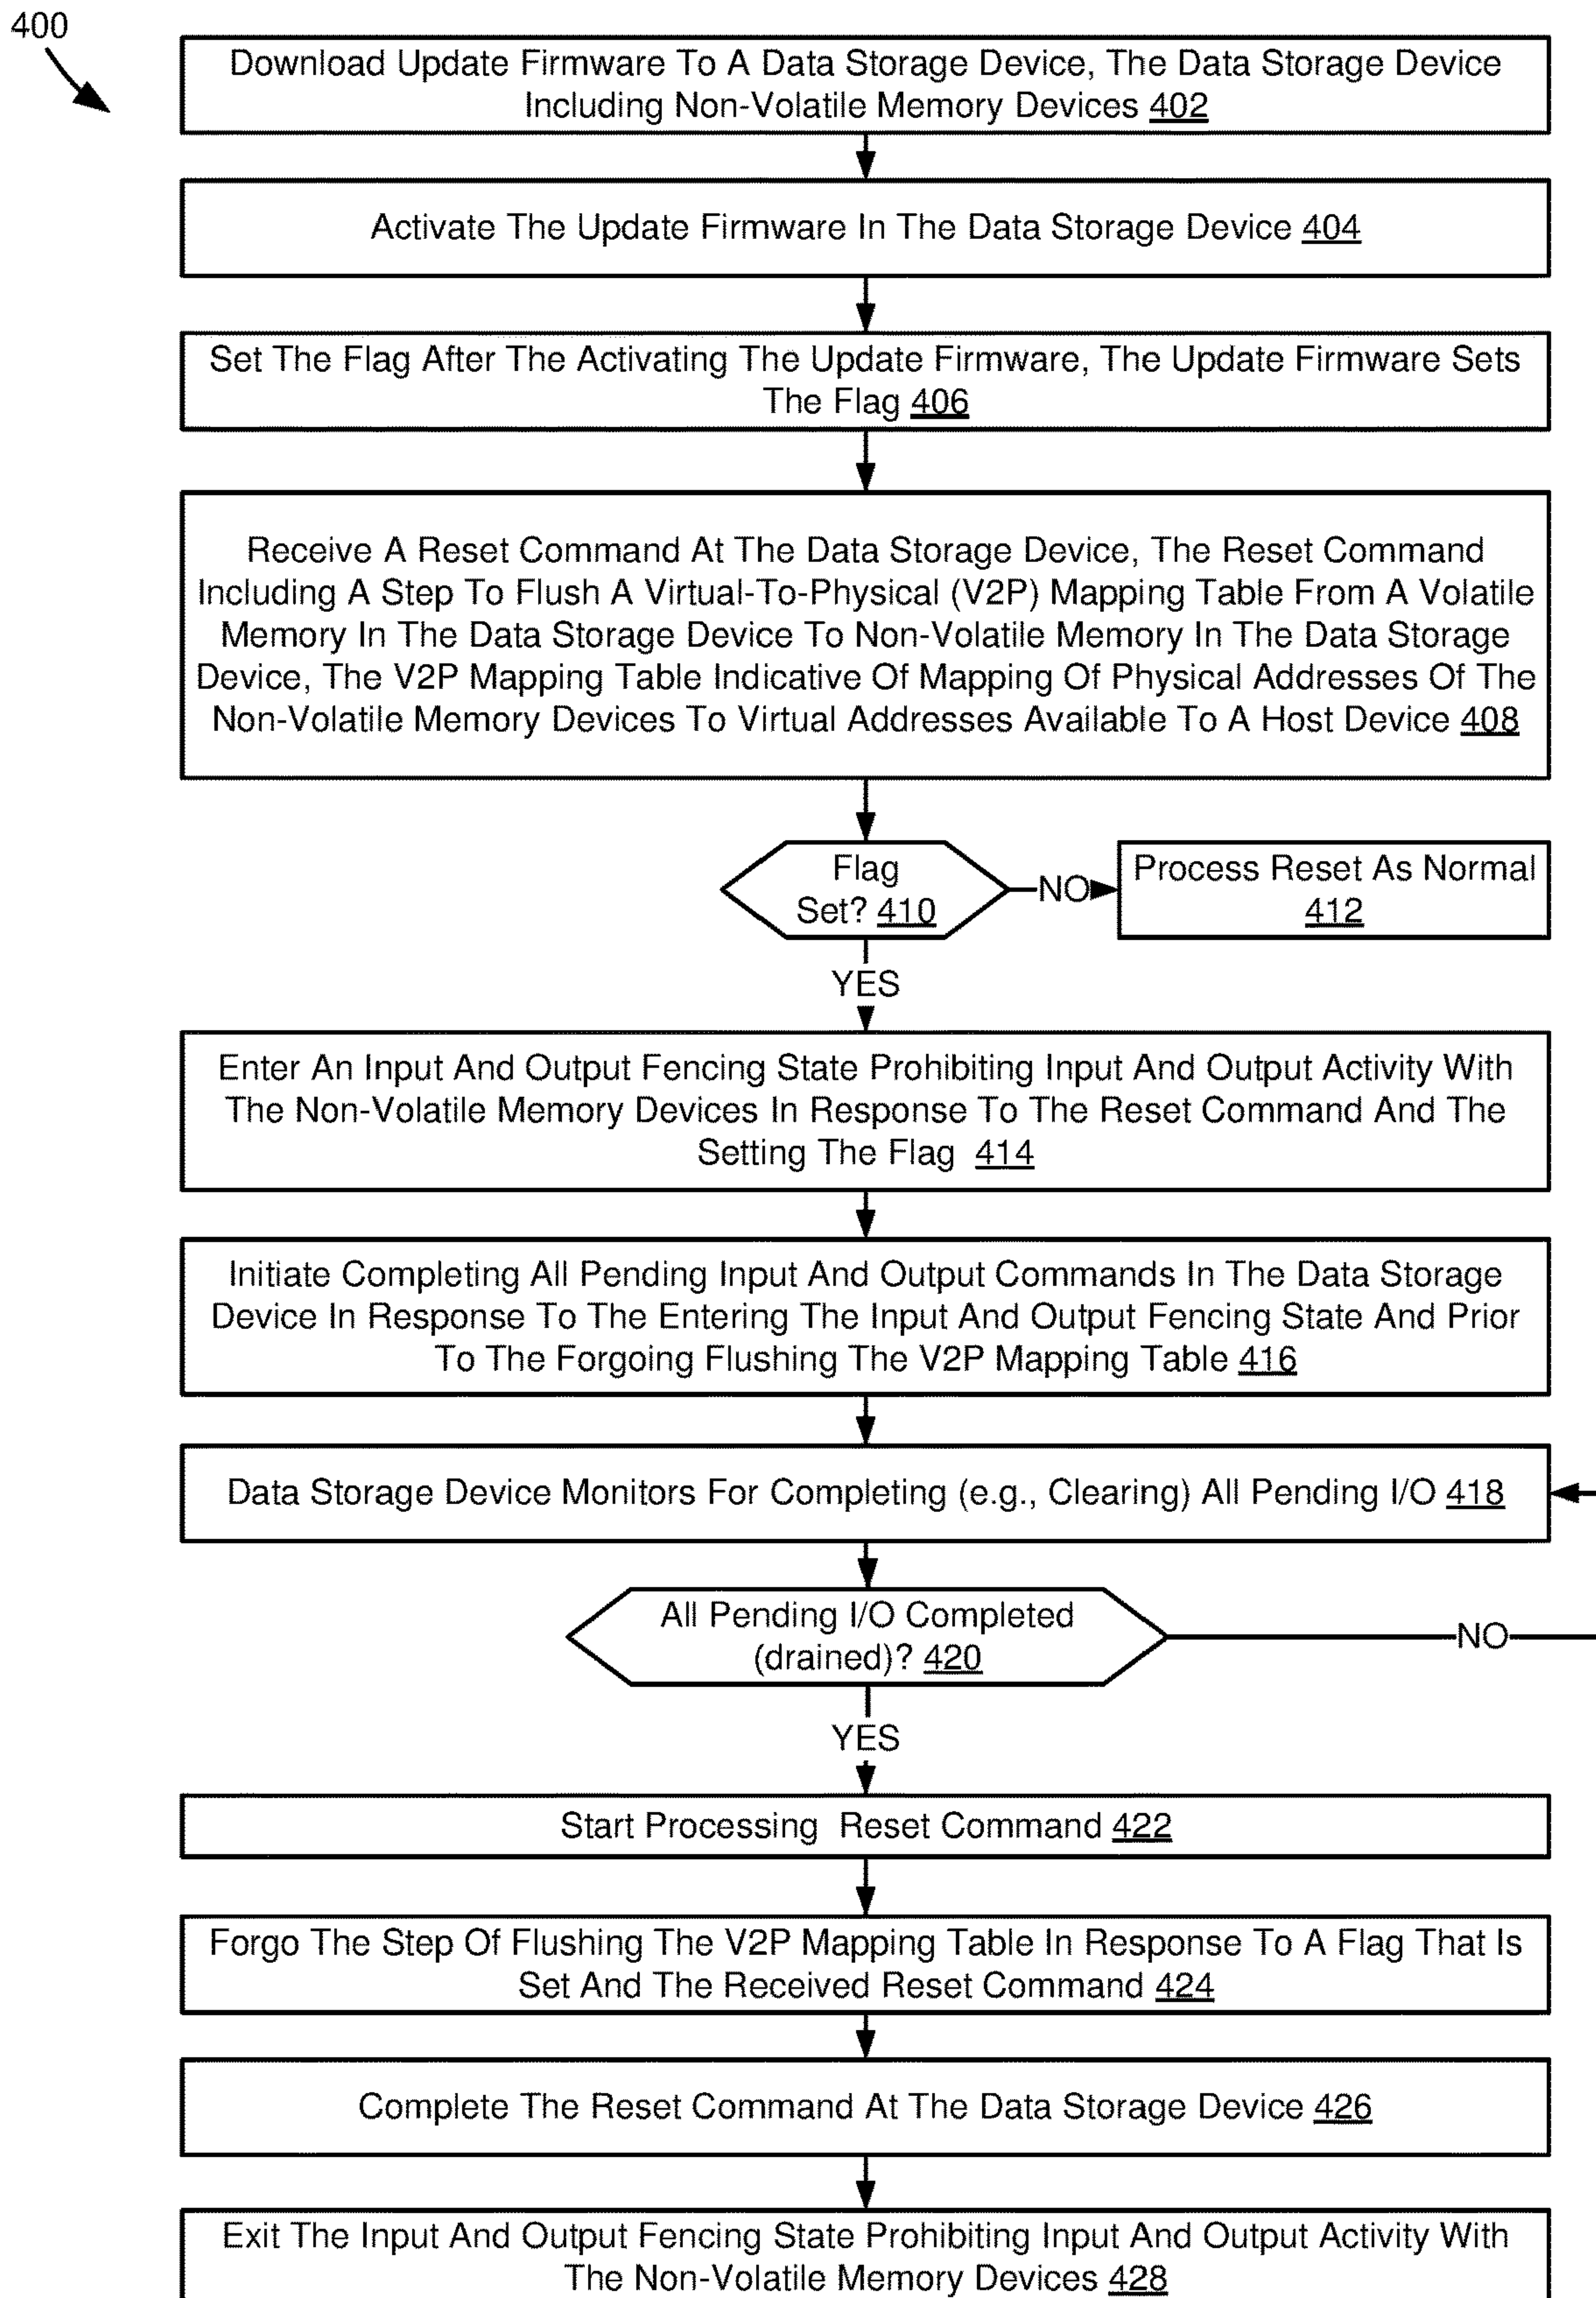 400
Download Update Firmware To A Data Storage Device, The Data Storage Device
Including Non-Volatile Memory Devices 402
Activate The Update Firmware In The Data Storage Device 404
Set The Flag After The Activating The Update Firmware, The Update Firmware Sets
The Flag 406
Receive A Reset Command At The Data Storage Device, The Reset Command
Including A Step To Flush A Virtual-To-Physical (V2P) Mapping Table From A Volatile
Memory In The Data Storage Device To Non-Volatile Memory In The Data Storage
Device, The V2P Mapping Table Indicative Of Mapping Of Physical Addresses Of The
Non-Volatile Memory Devices To Virtual Addresses Available To A Host Device 408
Flag
Set? 410
NO
Process Reset As Normal
412
YES
Enter An Input And Output Fencing State Prohibiting Input And Output Activity With
The Non-Volatile Memory Devices In Response To The Reset Command And The
Setting The Flag 414
Initiate Completing All Pending Input And Output Commands In The Data Storage
Device In Response To The Entering The Input And Output Fencing State And Prior
To The Forgoing Flushing The V2P Mapping Table 416
Data Storage Device Monitors For Completing (e.g., Clearing) All Pending I/O 418
All Pending I/O Completed
(drained)? 420
NO
YES
Start Processing Reset Command 422
Forgo The Step Of Flushing The V2P Mapping Table In Response To A Flag That Is
Set And The Received Reset Command 424
Complete The Reset Command At The Data Storage Device 426
Exit The Input And Output Fencing State Prohibiting Input And Output Activity With
The Non-Volatile Memory Devices 428